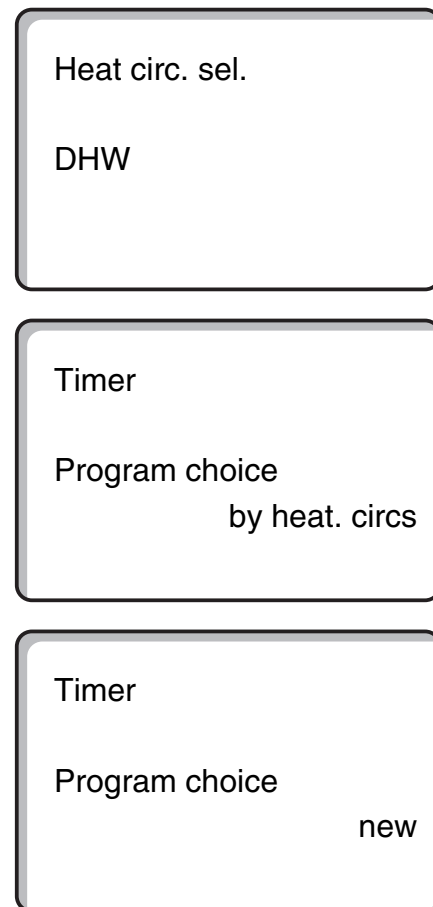 Heat circ. sel.
DHW
Timer
Program choice
by heat. circs
Timer
Program choice
new